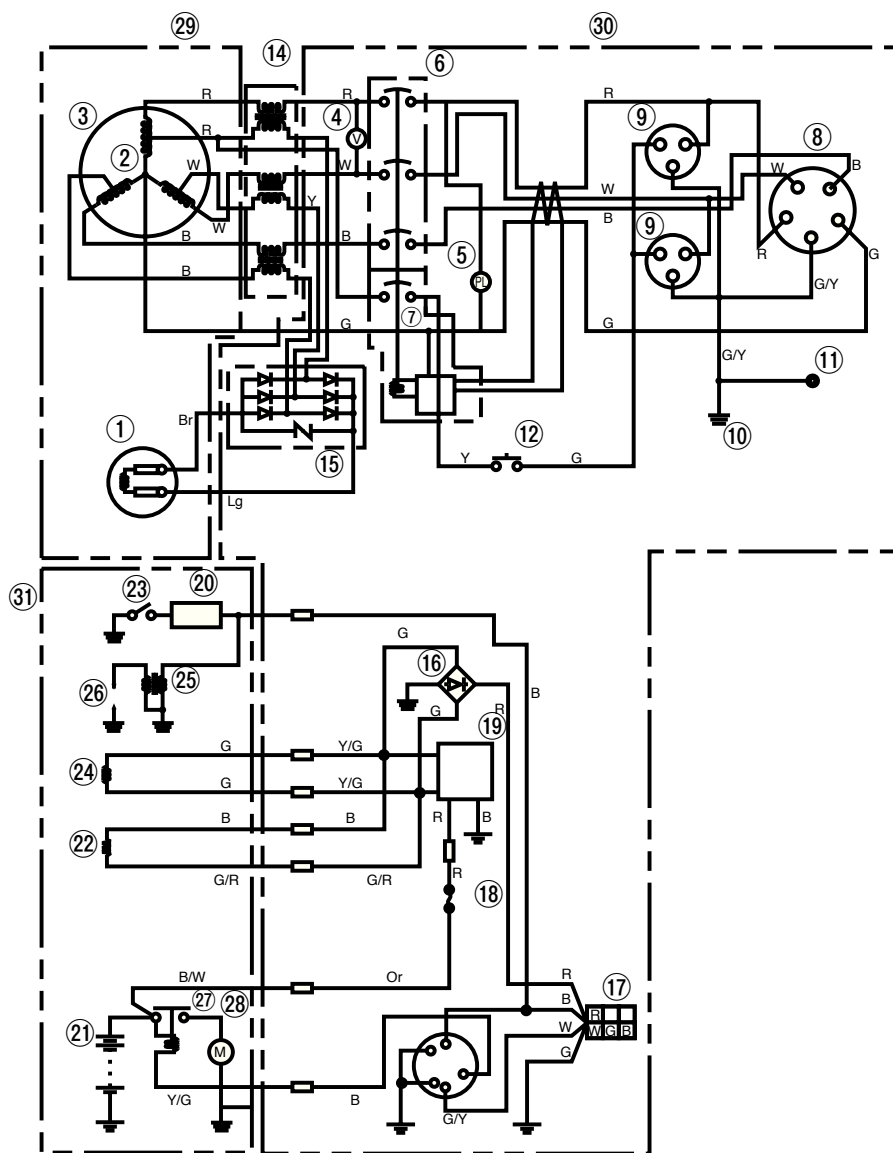 ㉙ ⑭ ㉚
⑥
R R R
③ ④ ⑨ ⑧
R V
② W W Y W W B
W B ⑨
B B ⑤ R G
B PL G/Y
⑦
G G
G/Y ⑪
Br ⑫ ⑩
① ⑮ Y G
Lg
㉛ ㉓ ⑳
G
⑯ B
㉖ ㉕
G R
⑲
G Y/G
㉔
G Y/G
B B R B
㉒
G/R G/R R
⑱
B/W Or R ⑰
㉗ ㉘ B R
㉑ W W G B
M G
Y/G B
G/Y